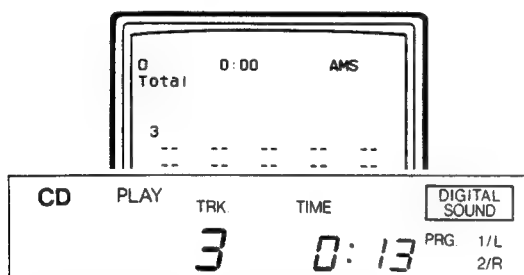 0 0:00 AMS
Total
3
-- -- -- -- --
-- -- -- -- --
CD PLAY TRK. TIME DIGITAL SOUND
3 0:13 PRG. 1/L
2/R